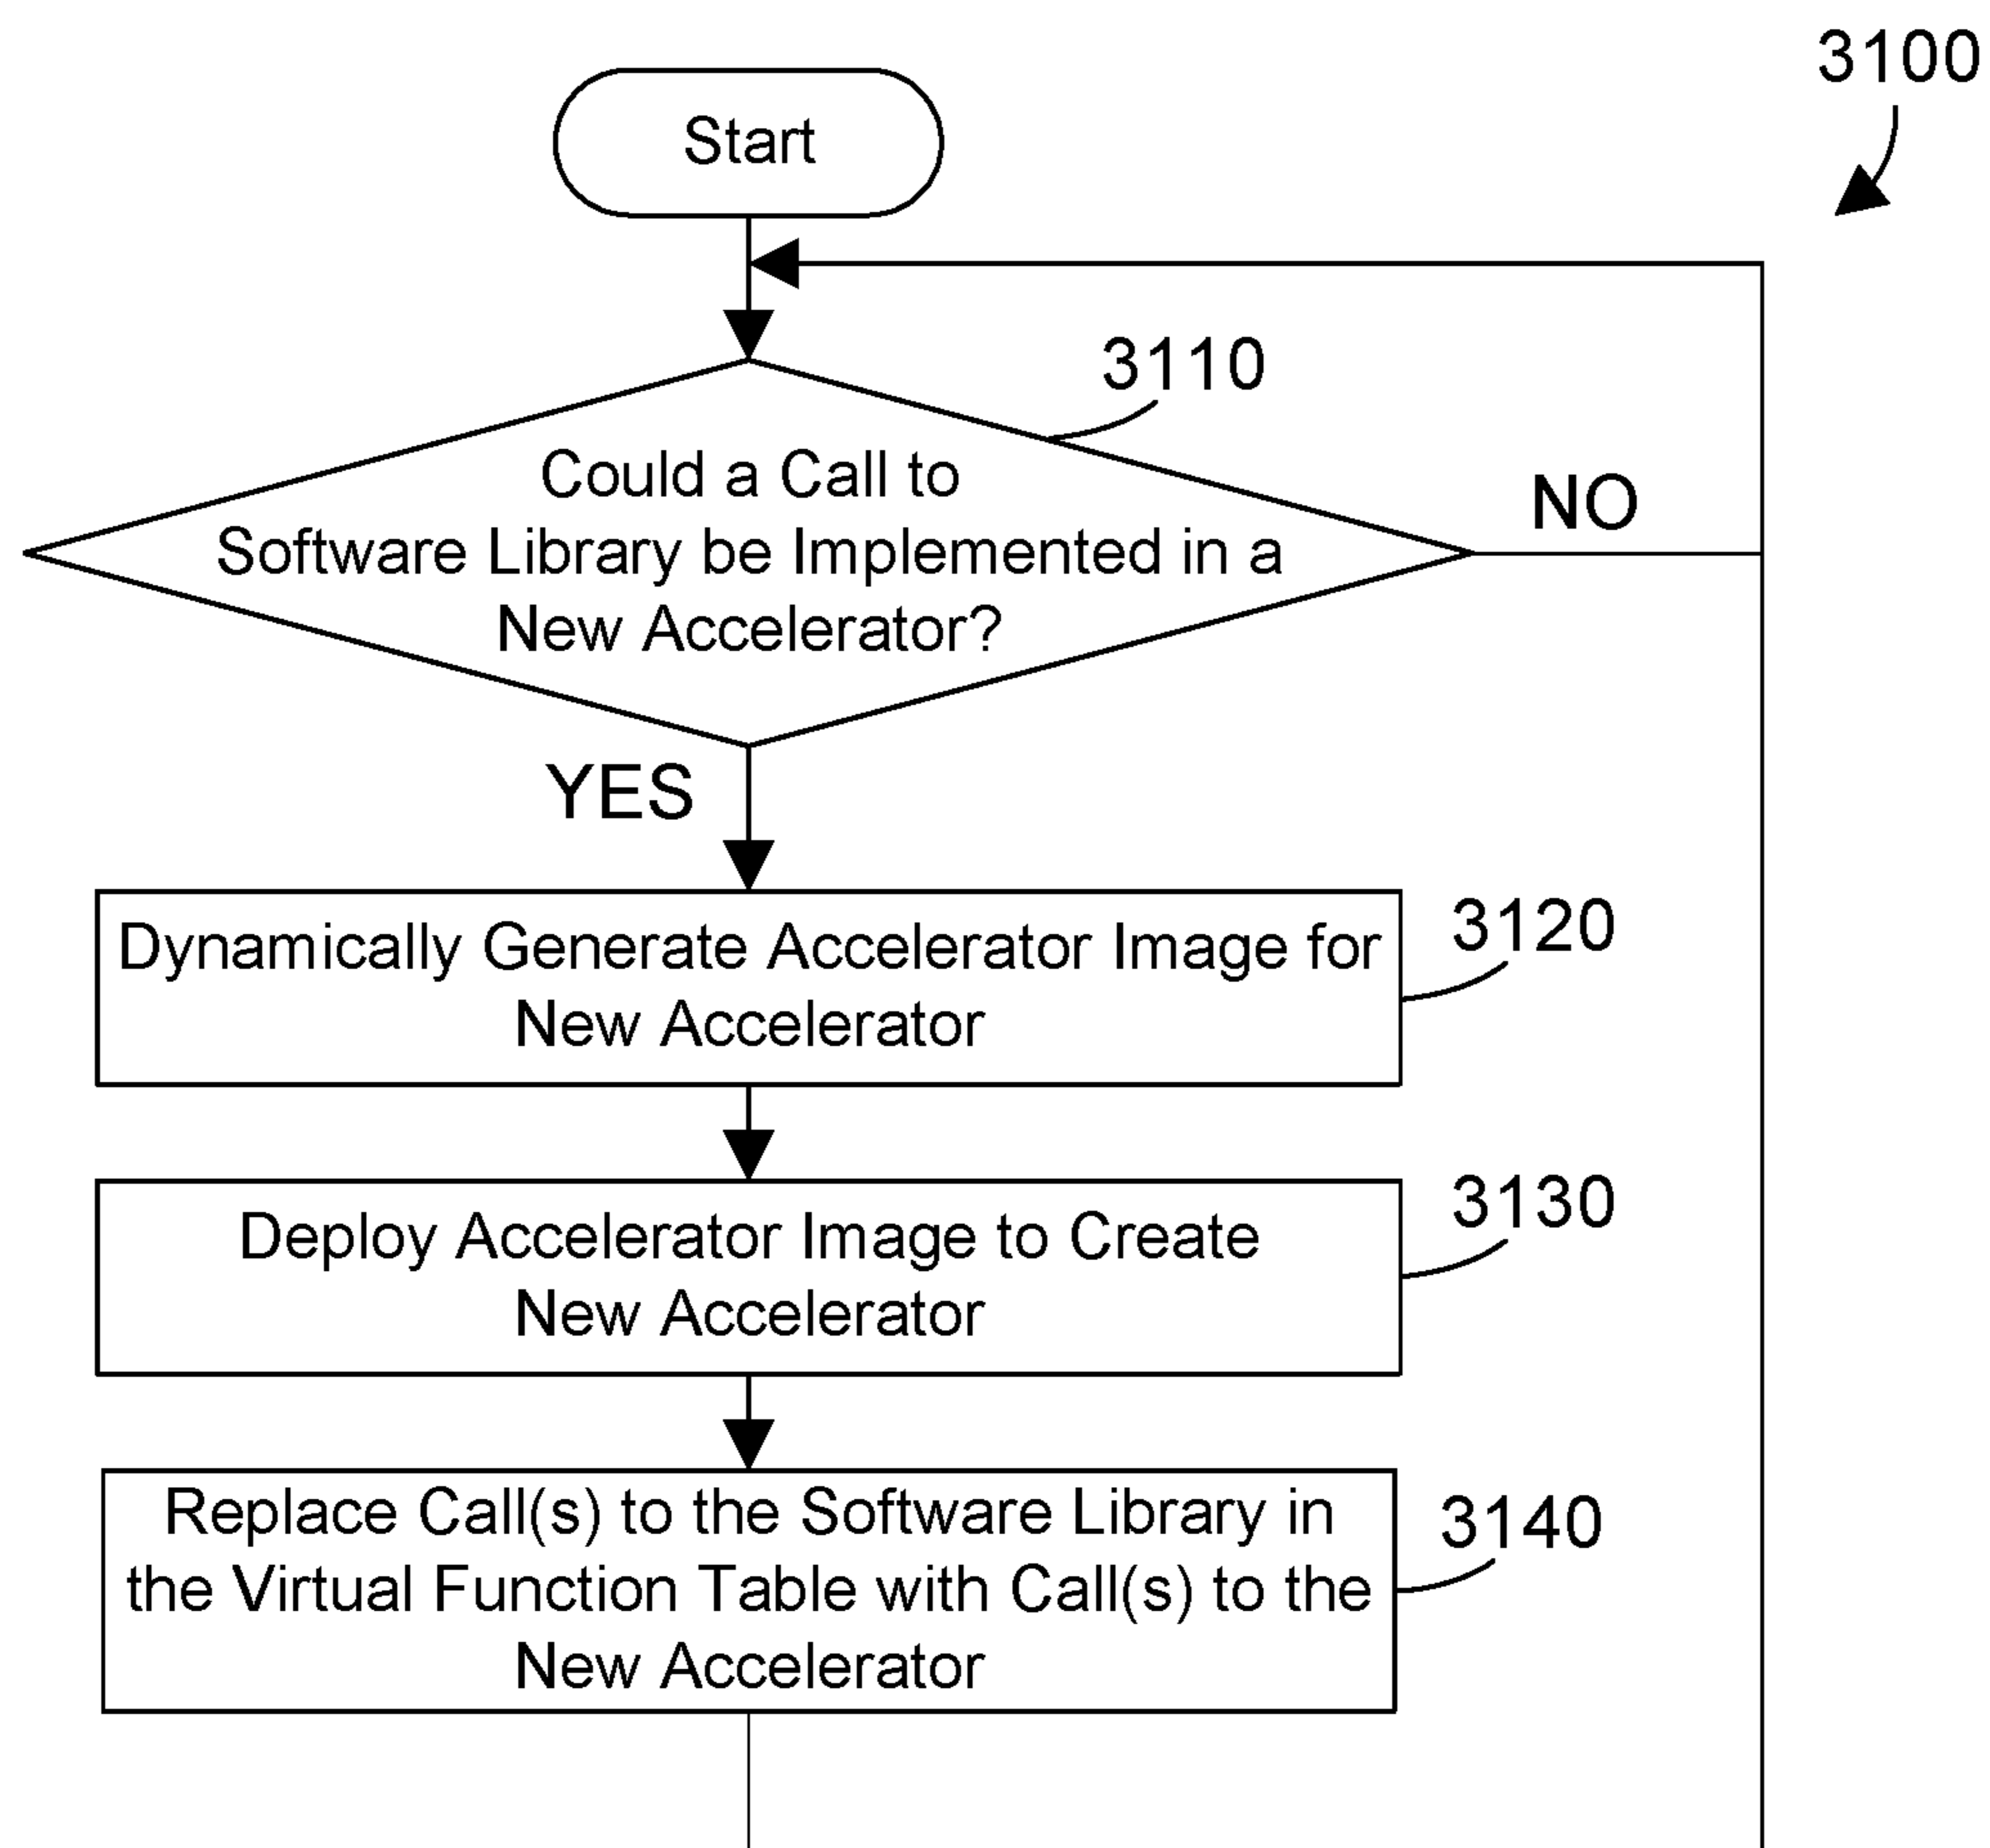 3100
Start
3110
Could a Call to
Software Library be Implemented in a
New Accelerator?
NO
YES
Dynamically Generate Accelerator Image for
New Accelerator
3120
Deploy Accelerator Image to Create
New Accelerator
3130
Replace Call(s) to the Software Library in
the Virtual Function Table with Call(s) to the
New Accelerator
3140